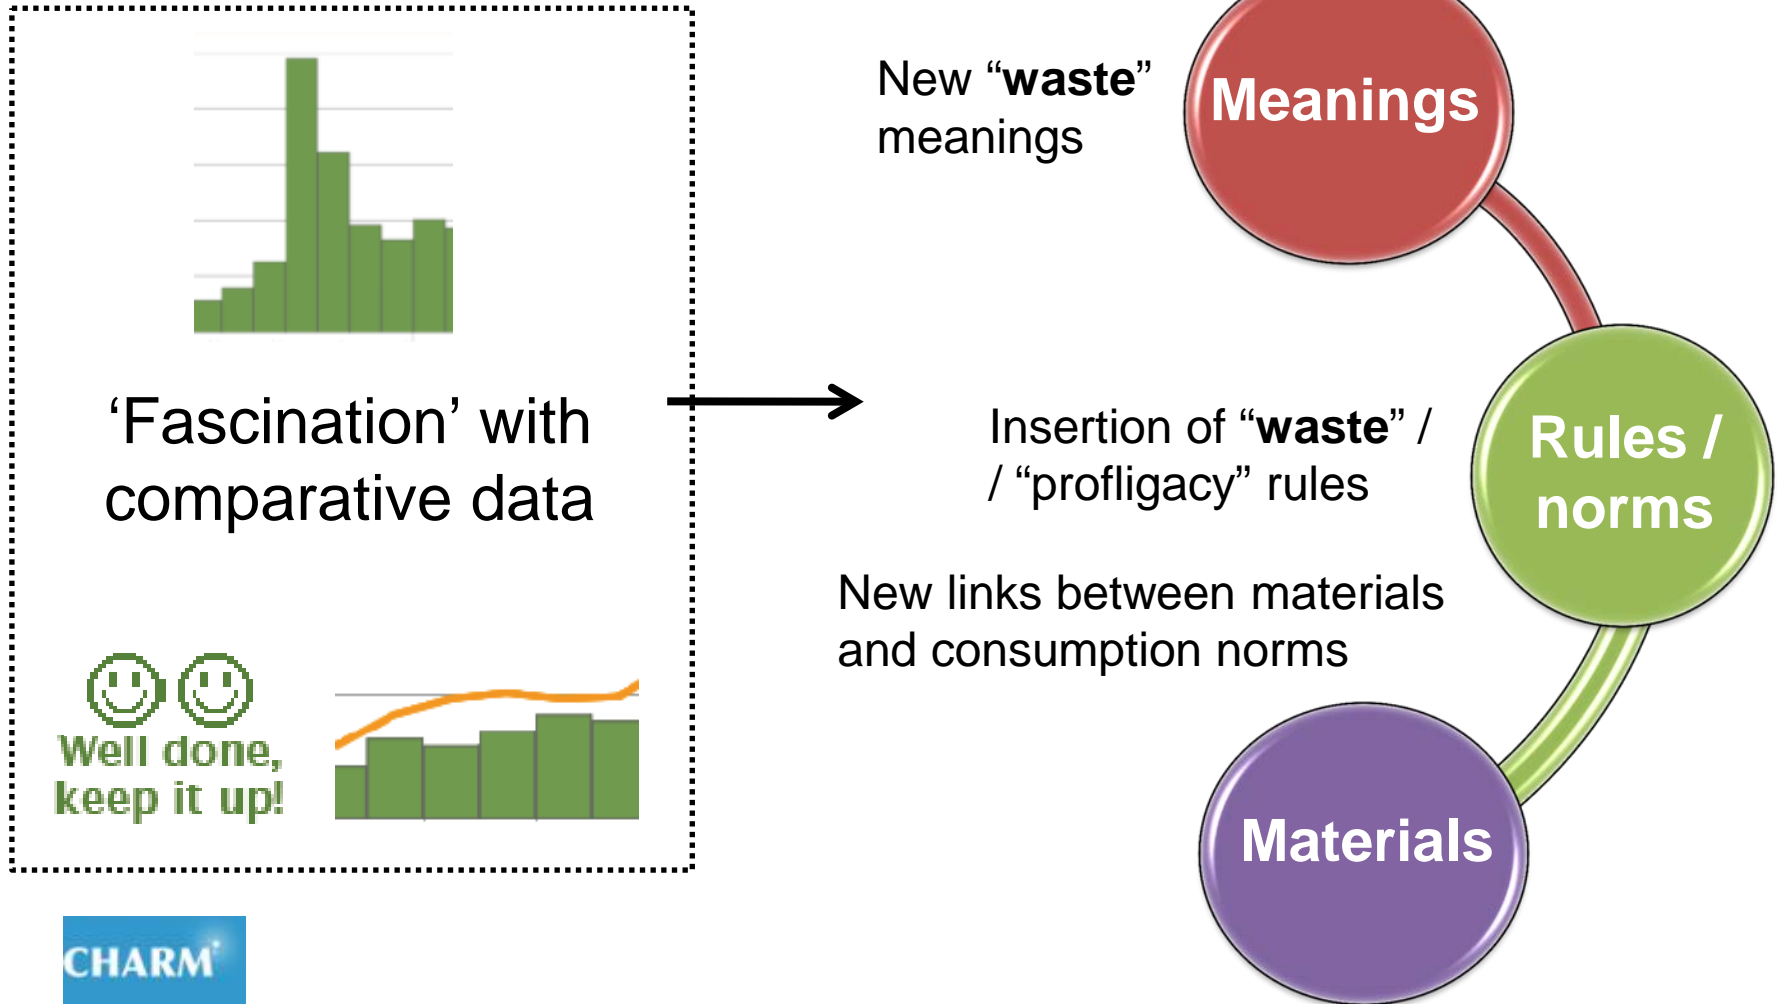 ‘Fascination’ with
comparative data
Well done,
keep it up!
CHARM
New “waste”
meanings
Insertion of “waste” /
/ “profligacy” rules
New links between materials
and consumption norms
Meanings
Rules /
norms
Materials